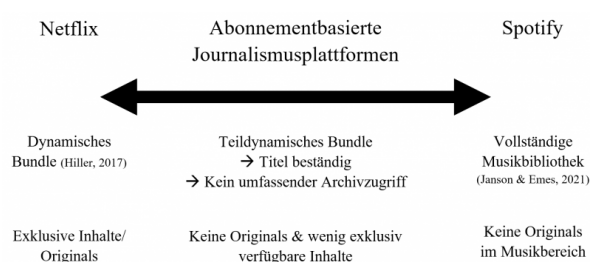 Netflix
Abonnementbasierte
Journalismusplattformen
Spotify
Dynamisches
Bundle (Hiller, 2017)
Teildynamisches Bundle
→ Titel beständig
→ Kein umfassender Archivzugriff
Vollständige
Musikbibliothek
(Janson & Emes, 2021)
Exklusive Inhalte/
Originals
Keine Originals & wenig exklusiv
verfügbare Inhalte
Keine Originals
im Musikbereich